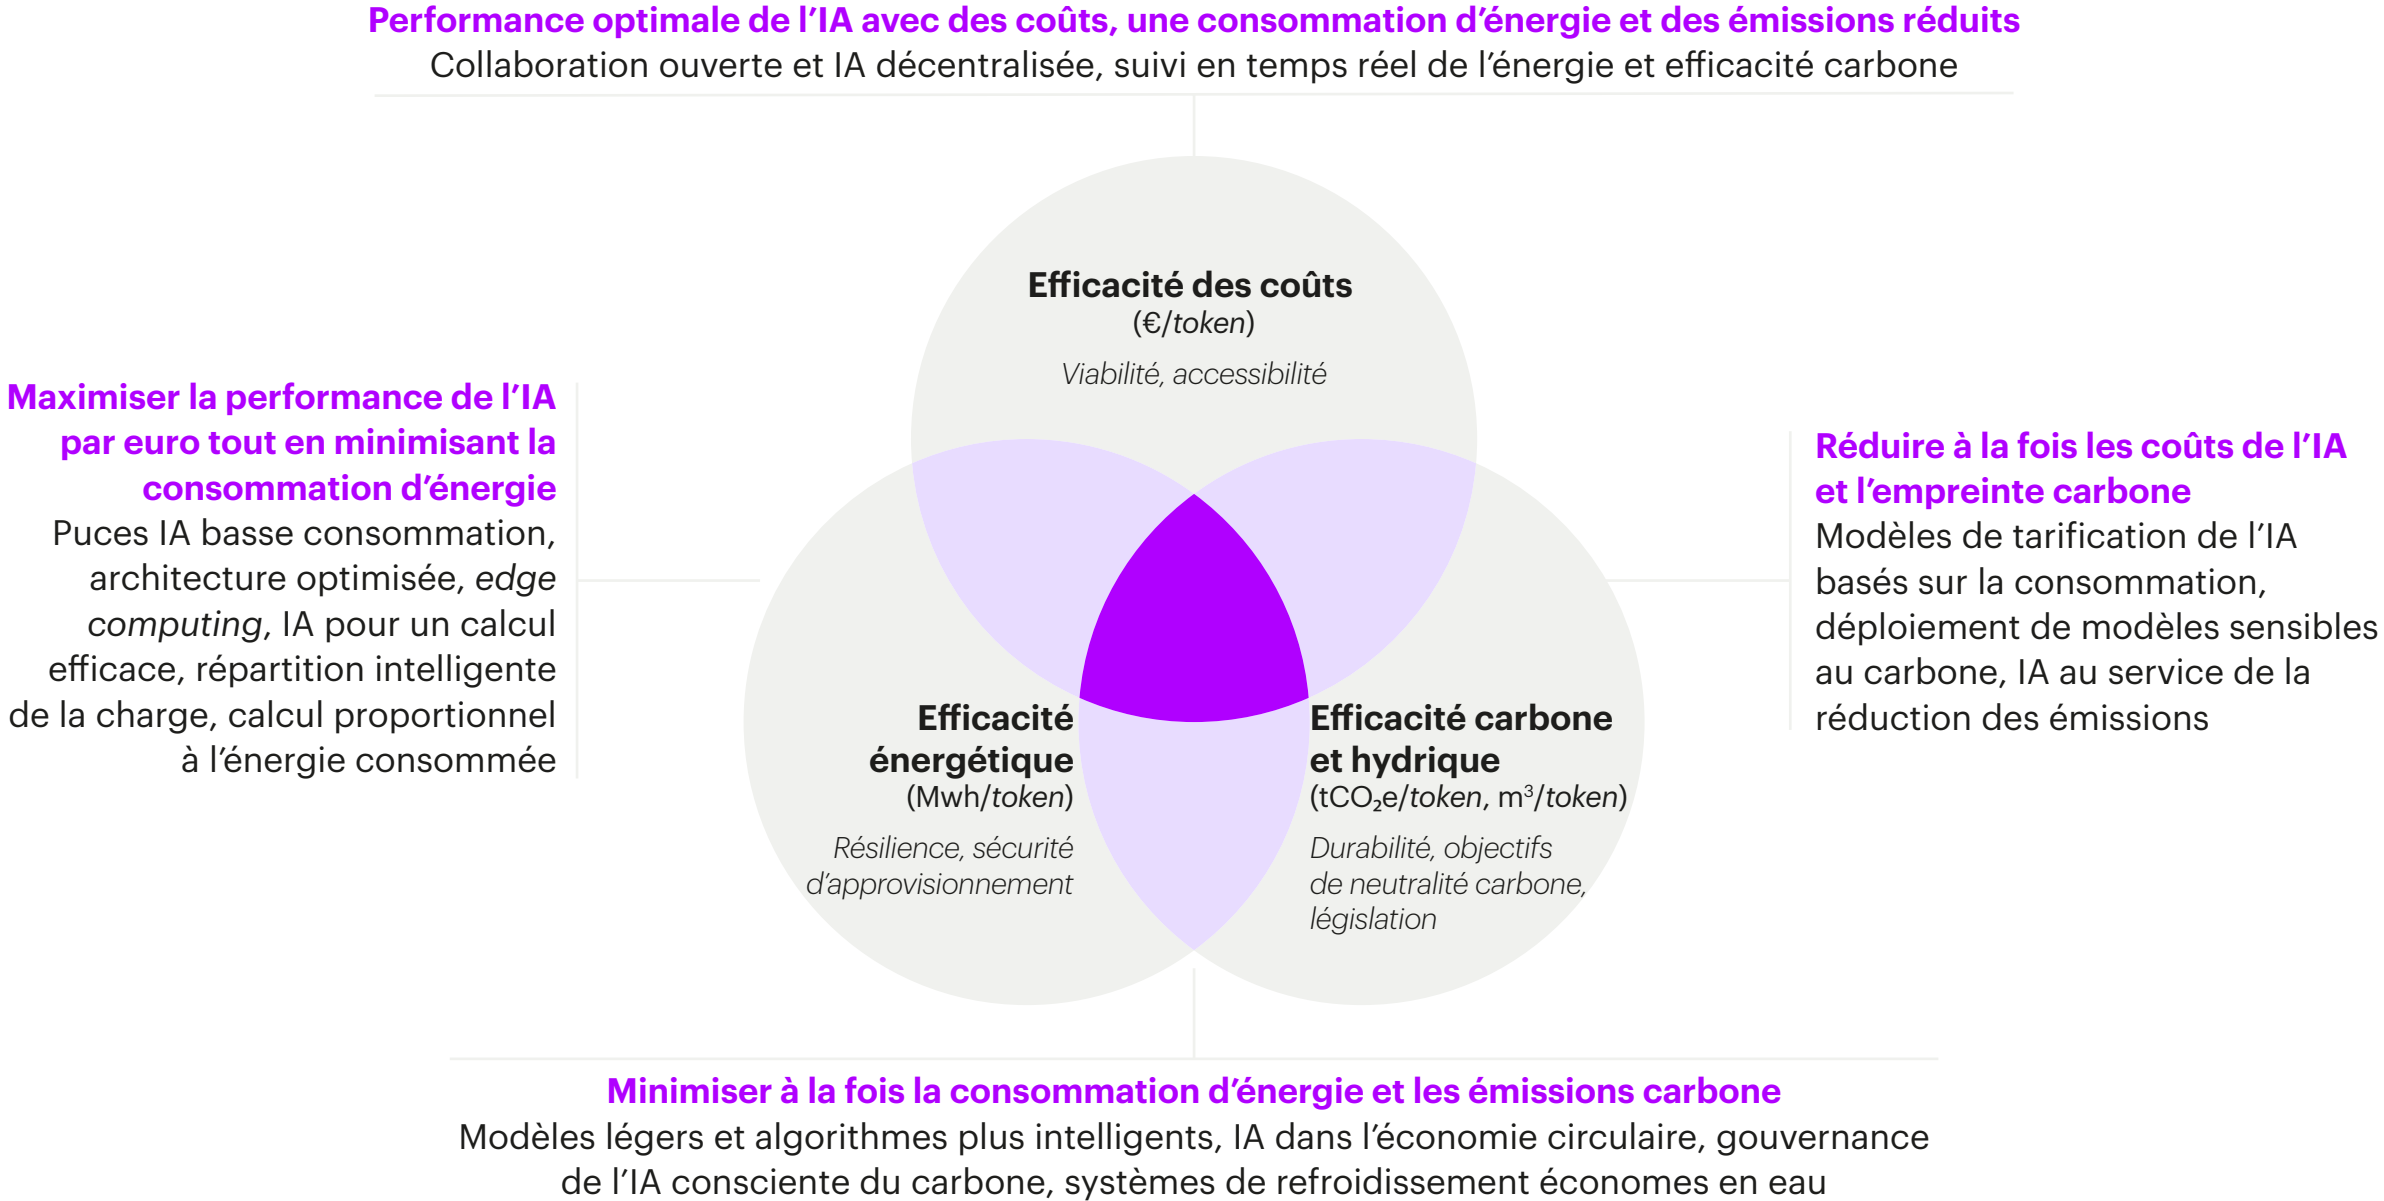 Performance optimale de l’IA avec des coûts, une consommation d’énergie et des émissions réduits
Collaboration ouverte et IA décentralisée, suivi en temps réel de l’énergie et efficacité carbone
Efficacité des coûts
(€/token)
Viabilité, accessibilité
Maximiser la performance de l’IA
par euro tout en minimisant la
consommation d’énergie
Puces IA basse consommation,
architecture optimisée, edge
computing, IA pour un calcul
efficace, répartition intelligente
de la charge, calcul proportionnel
à l’énergie consommée
Réduire à la fois les coûts de l’IA
et l’empreinte carbone
Modèles de tarification de l’IA
basés sur la consommation,
déploiement de modèles sensibles
au carbone, IA au service de la
réduction des émissions
Efficacité
énergétique
(Mwh/token)
Résilience, sécurité
d’approvisionnement
Efficacité carbone
et hydrique
(tCO₂e/token, m³/token)
Durabilité, objectifs
de neutralité carbone,
législation
Minimiser à la fois la consommation d’énergie et les émissions carbone
Modèles légers et algorithmes plus intelligents, IA dans l’économie circulaire, gouvernance
de l’IA consciente du carbone, systèmes de refroidissement économes en eau